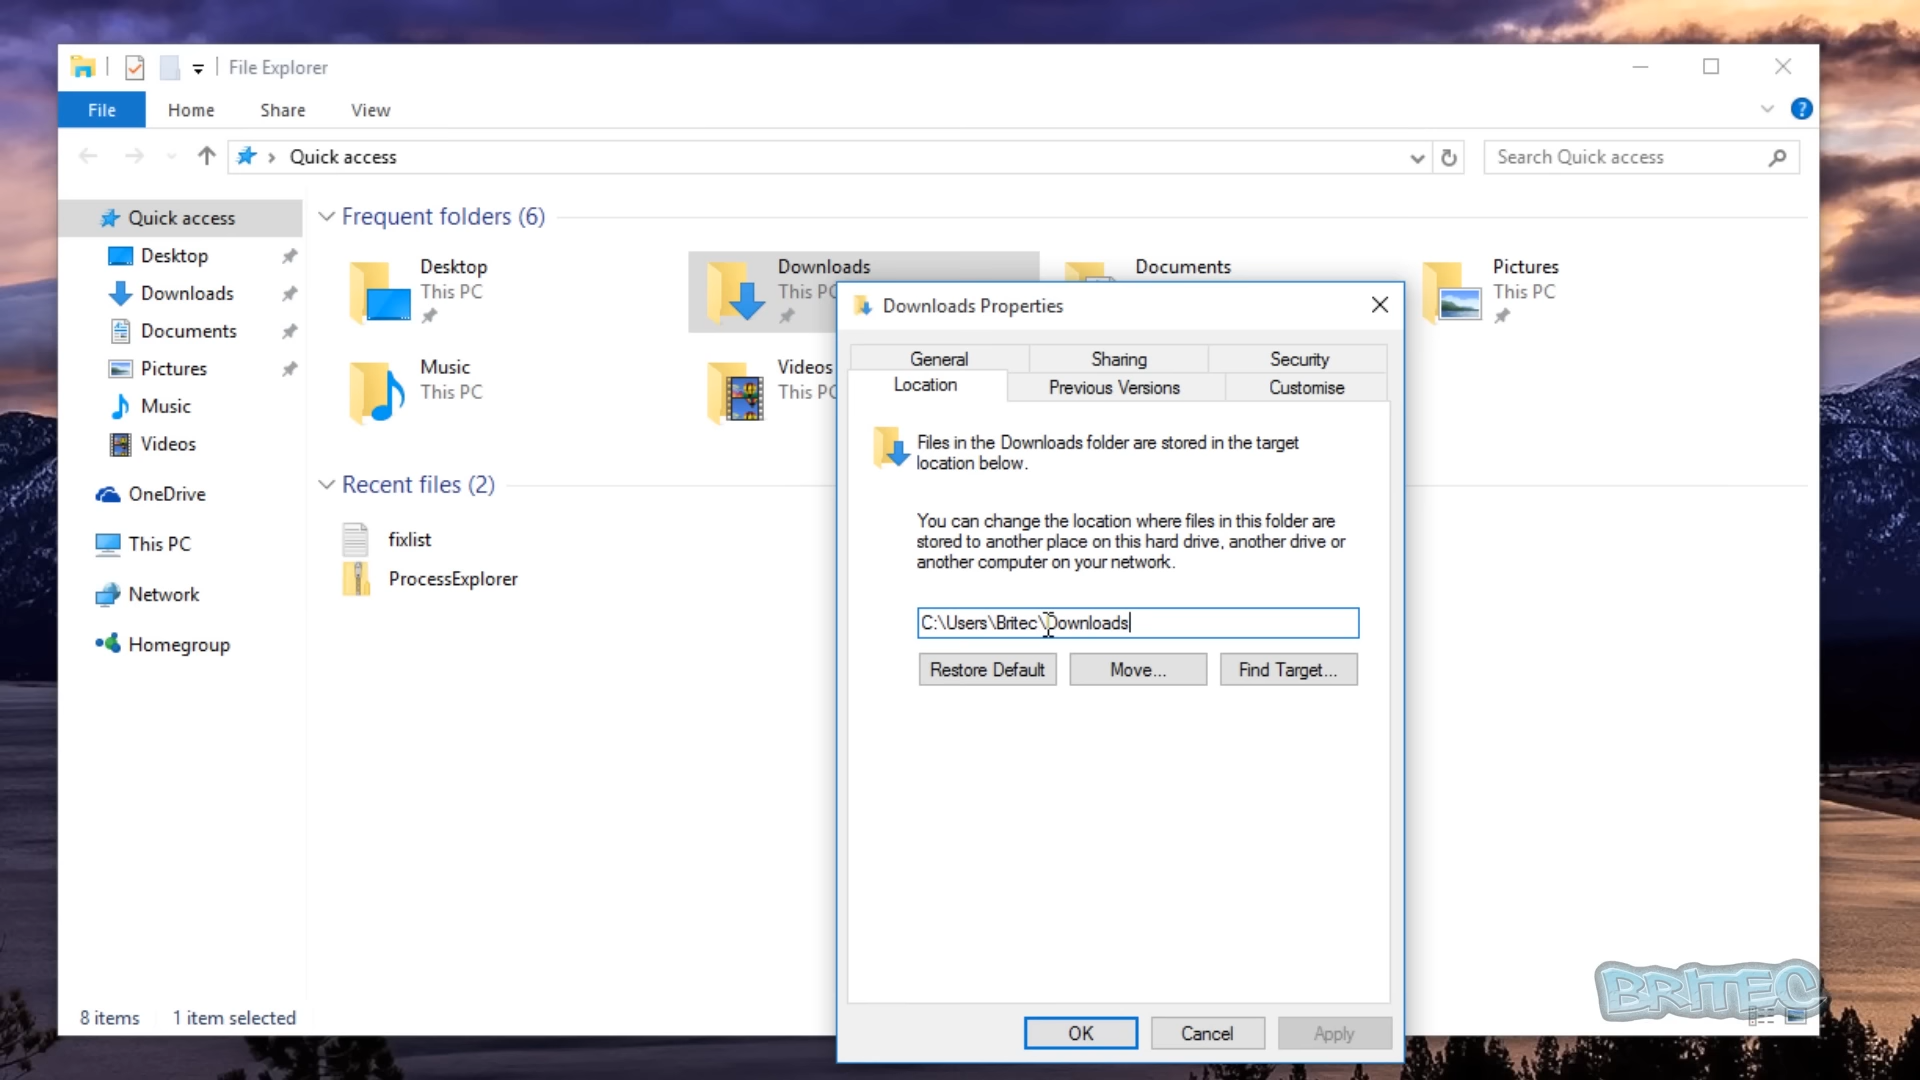 File Explorer
File Home Share View
?
Quick access
Search Quick access
Quick access
Desktop
Downloads
Documents
Pictures
Music
Videos
OneDrive
This PC
Network
Homegroup
Frequent folders (6)
Desktop
This PC
Downloads
This PC
Documents
Pictures
This PC
Music
This PC
Videos
This PC
Recent files (2)
fixlist
ProcessExplorer
8 items 1 item selected
Downloads Properties
General Sharing Security
Location Previous Versions Customise
Files in the Downloads folder are stored in the target
location below.
You can change the location where files in this folder are
stored to another place on this hard drive, another drive or
another computer on your network.
C:\Users\Britec\Downloads
Restore Default Move... Find Target...
OK Cancel Apply
BRITEC